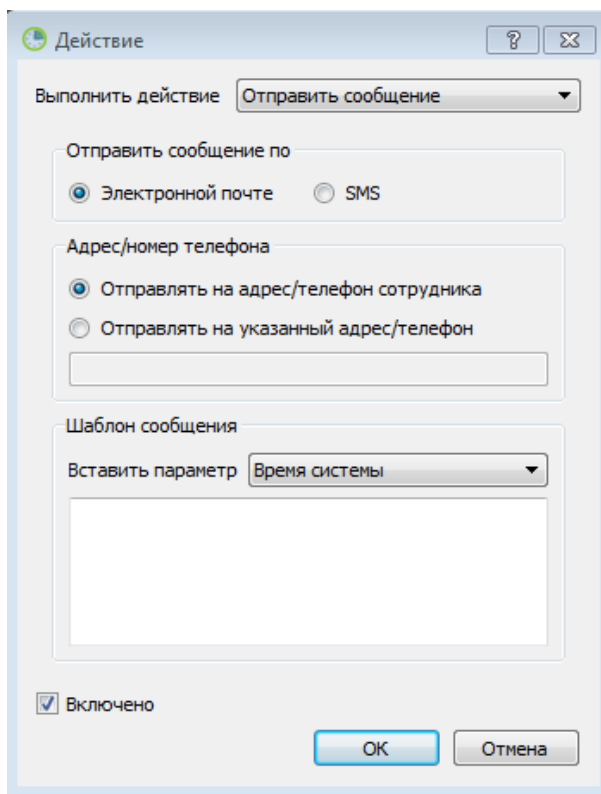 Действие
Выполнить действие Отправить сообщение
Отправить сообщение по
Электронной почте SMS
Адрес/номер телефона
Отправлять на адрес/телефон сотрудника
Отправлять на указанный адрес/телефон
Шаблон сообщения
Вставить параметр Время системы
Включено
OK Отмена